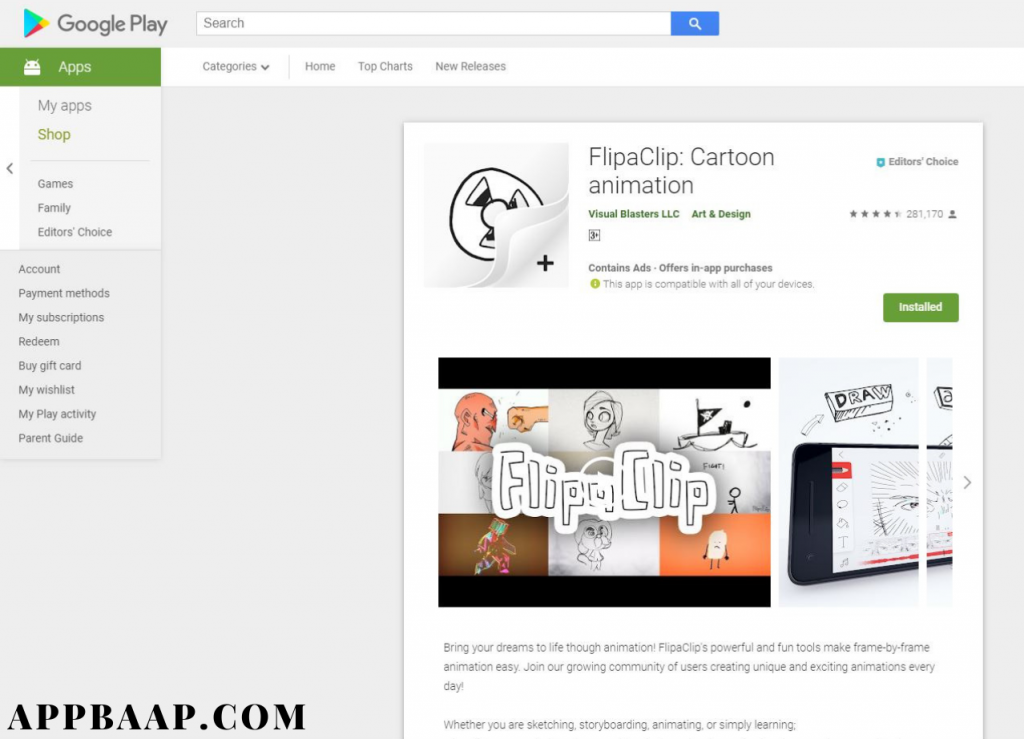 Google Play
Search
Apps
Categories
Home
Top Charts
New Releases
My apps
Shop
Games
Family
Editors' Choice
Account
Payment methods
My subscriptions
Redeem
Buy gift card
My wishlist
My Play activity
Parent Guide
FlipaClip: Cartoon
animation
Editors' Choice
Visual Blasters LLC Art & Design
281,170
3+
Contains Ads · Offers in-app purchases
This app is compatible with all of your devices.
Installed
FlipaClip
FIGHT!
DRAW
Bring your dreams to life though animation! FlipaClip's powerful and fun tools make frame-by-frame
animation easy. Join our growing community of users creating unique and exciting animations every
day!
Whether you are sketching, storyboarding, animating, or simply learning;
APPBAAP.COM